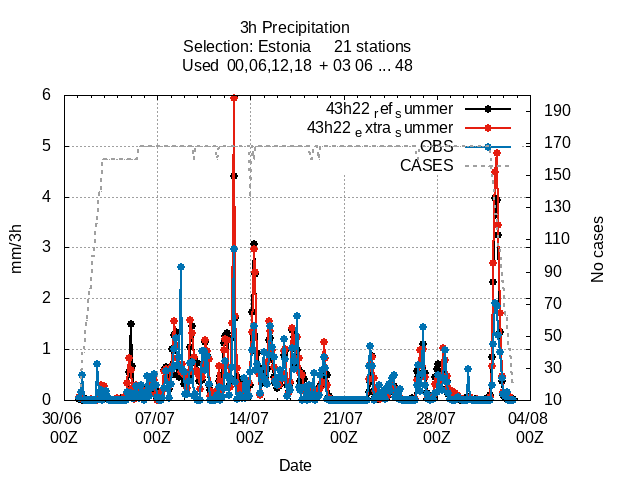 3h Precipitation
Selection: Estonia 21 stations
Used 00,06,12,18 + 03 06 ... 48
43h22 ref summer
43h22 extra summer
OBS
CASES
mm/3h
6
5
4
3
2
1
0
No cases
190
170
150
130
110
90
70
50
30
10
30/06 07/07 14/07 21/07 28/07 04/08
00Z 00Z 00Z 00Z 00Z 00Z
Date